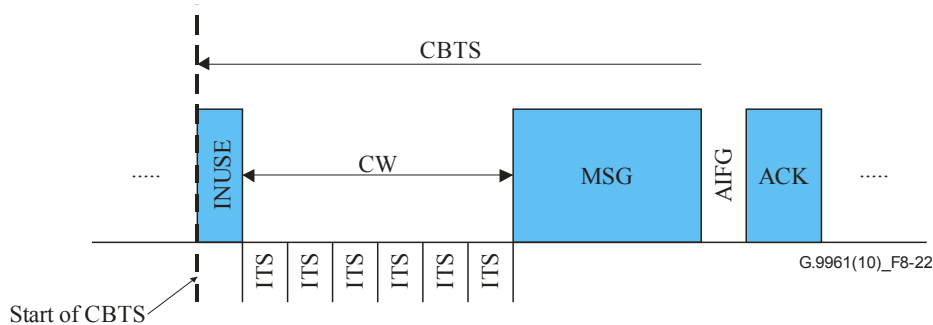 CBTS
.....
INUSE
CW
MSG
AIFG
ACK
.....
ITS
ITS
ITS
ITS
ITS
ITS
G.9961(10)_F8-22
Start of CBTS